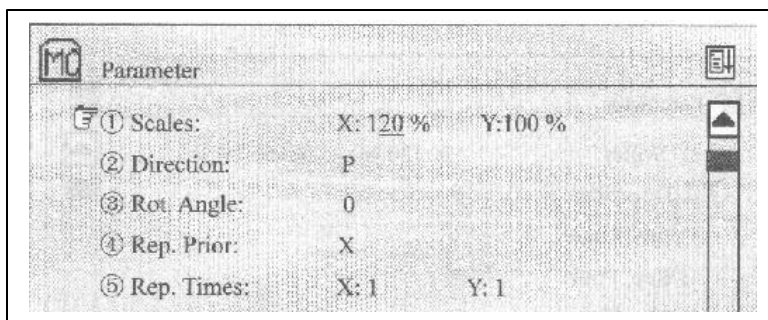 MC Parameter
① Scales: X: 120 % Y:100 %
② Direction: P
③ Rot. Angle: 0
④ Rep. Prior: X
⑤ Rep. Times: X: 1 Y: 1